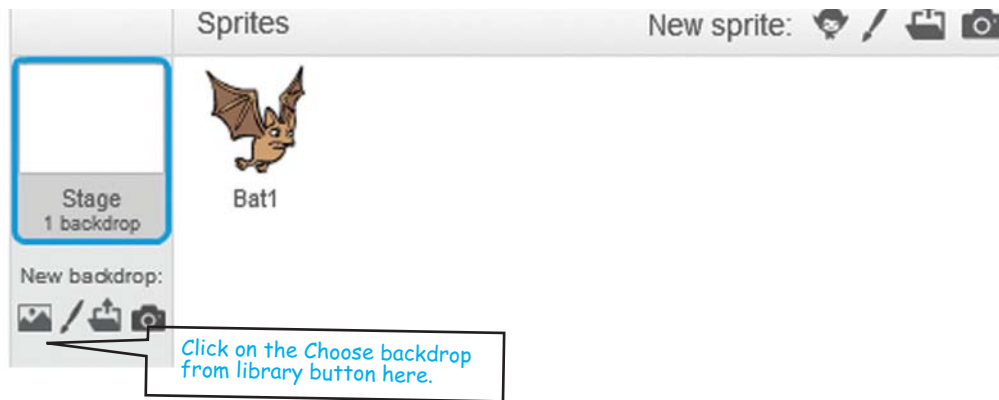 Sprites
New sprite:
Stage
1 backdrop
Bat1
New backdrop:
Click on the Choose backdrop
from library button here.